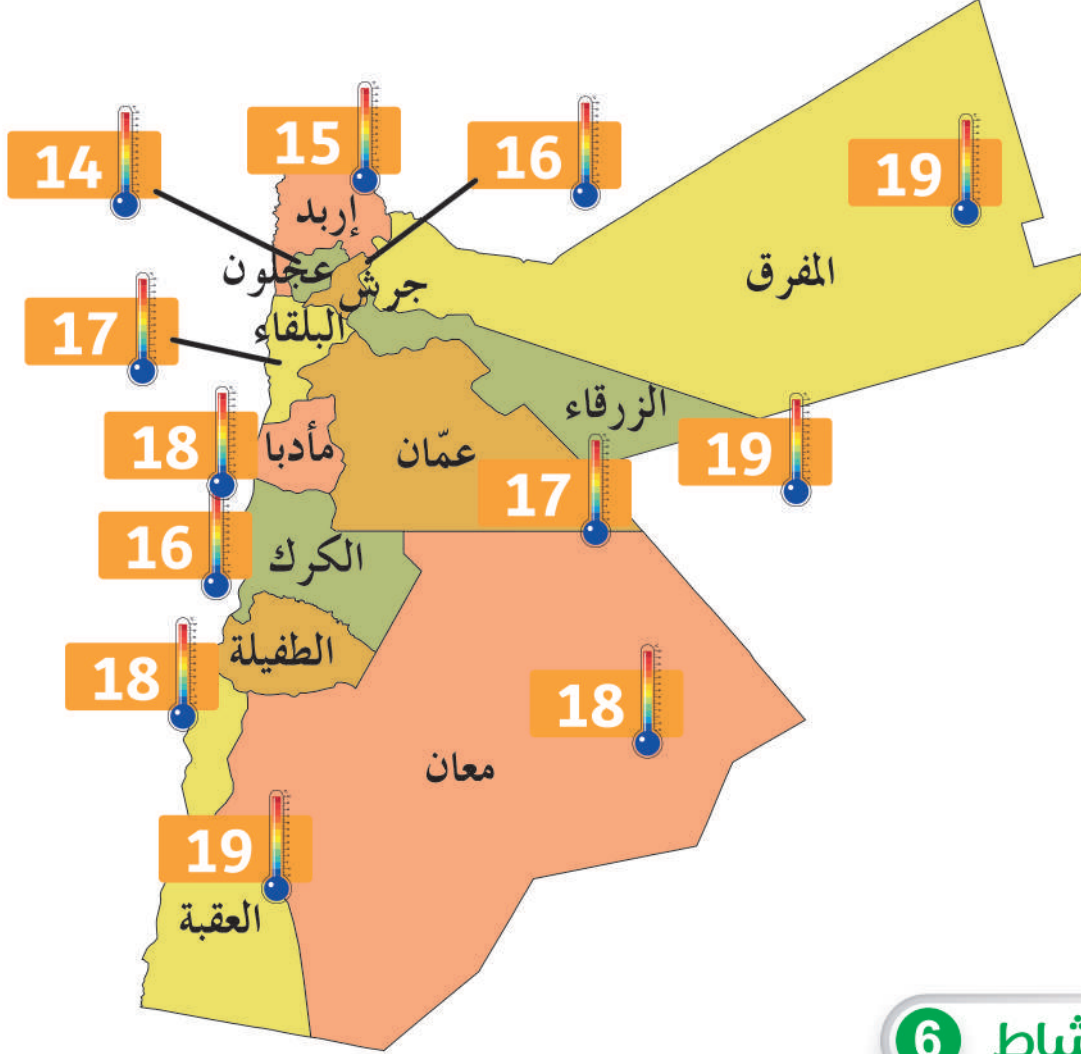 14
15
16
19
إربد
عجلون
جرش
المفرق
17
البلقاء
الزرقاء
18
مأدبا
عمّان
19
17
16
الكرك
الطفيلة
18
18
معان
19
العقبة
6